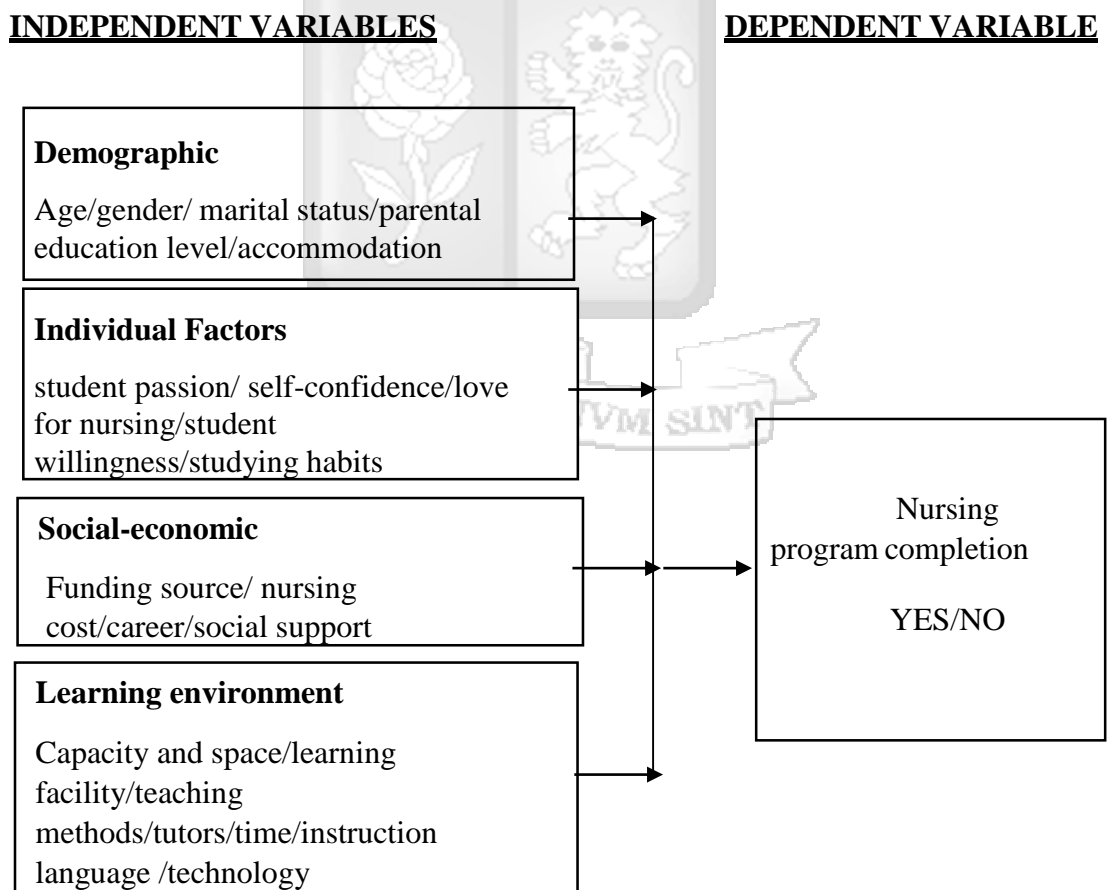 INDEPENDENT VARIABLES
DEPENDENT VARIABLE
Demographic
Age/gender/ marital status/parental
education level/accommodation
Individual Factors
student passion/ self-confidence/love
for nursing/student
willingness/studying habits
Social-economic
Funding source/ nursing
cost/career/social support
Learning environment
Capacity and space/learning
facility/teaching
methods/tutors/time/instruction
language /technology
Nursing
program completion
YES/NO
SINT